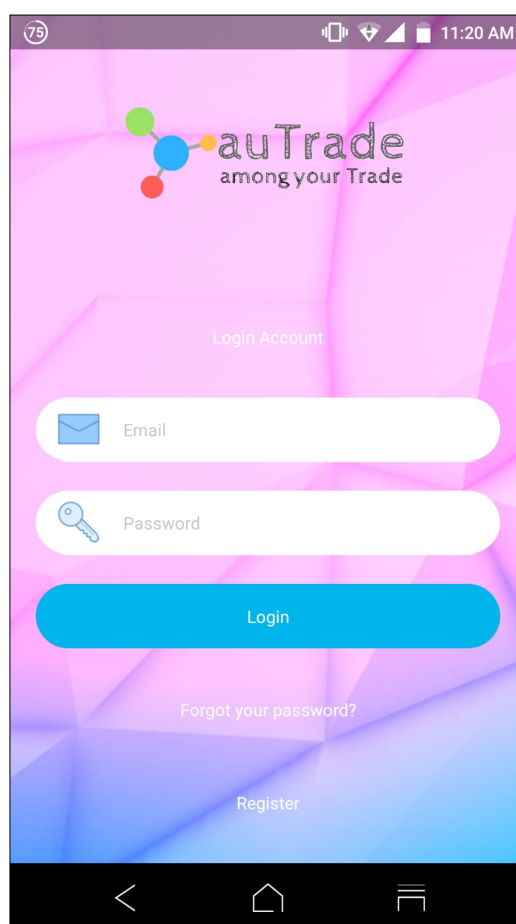 75
11:20 AM
auTrade
among your Trade
Login Account
Email
Password
Login
Forgot your password?
Register